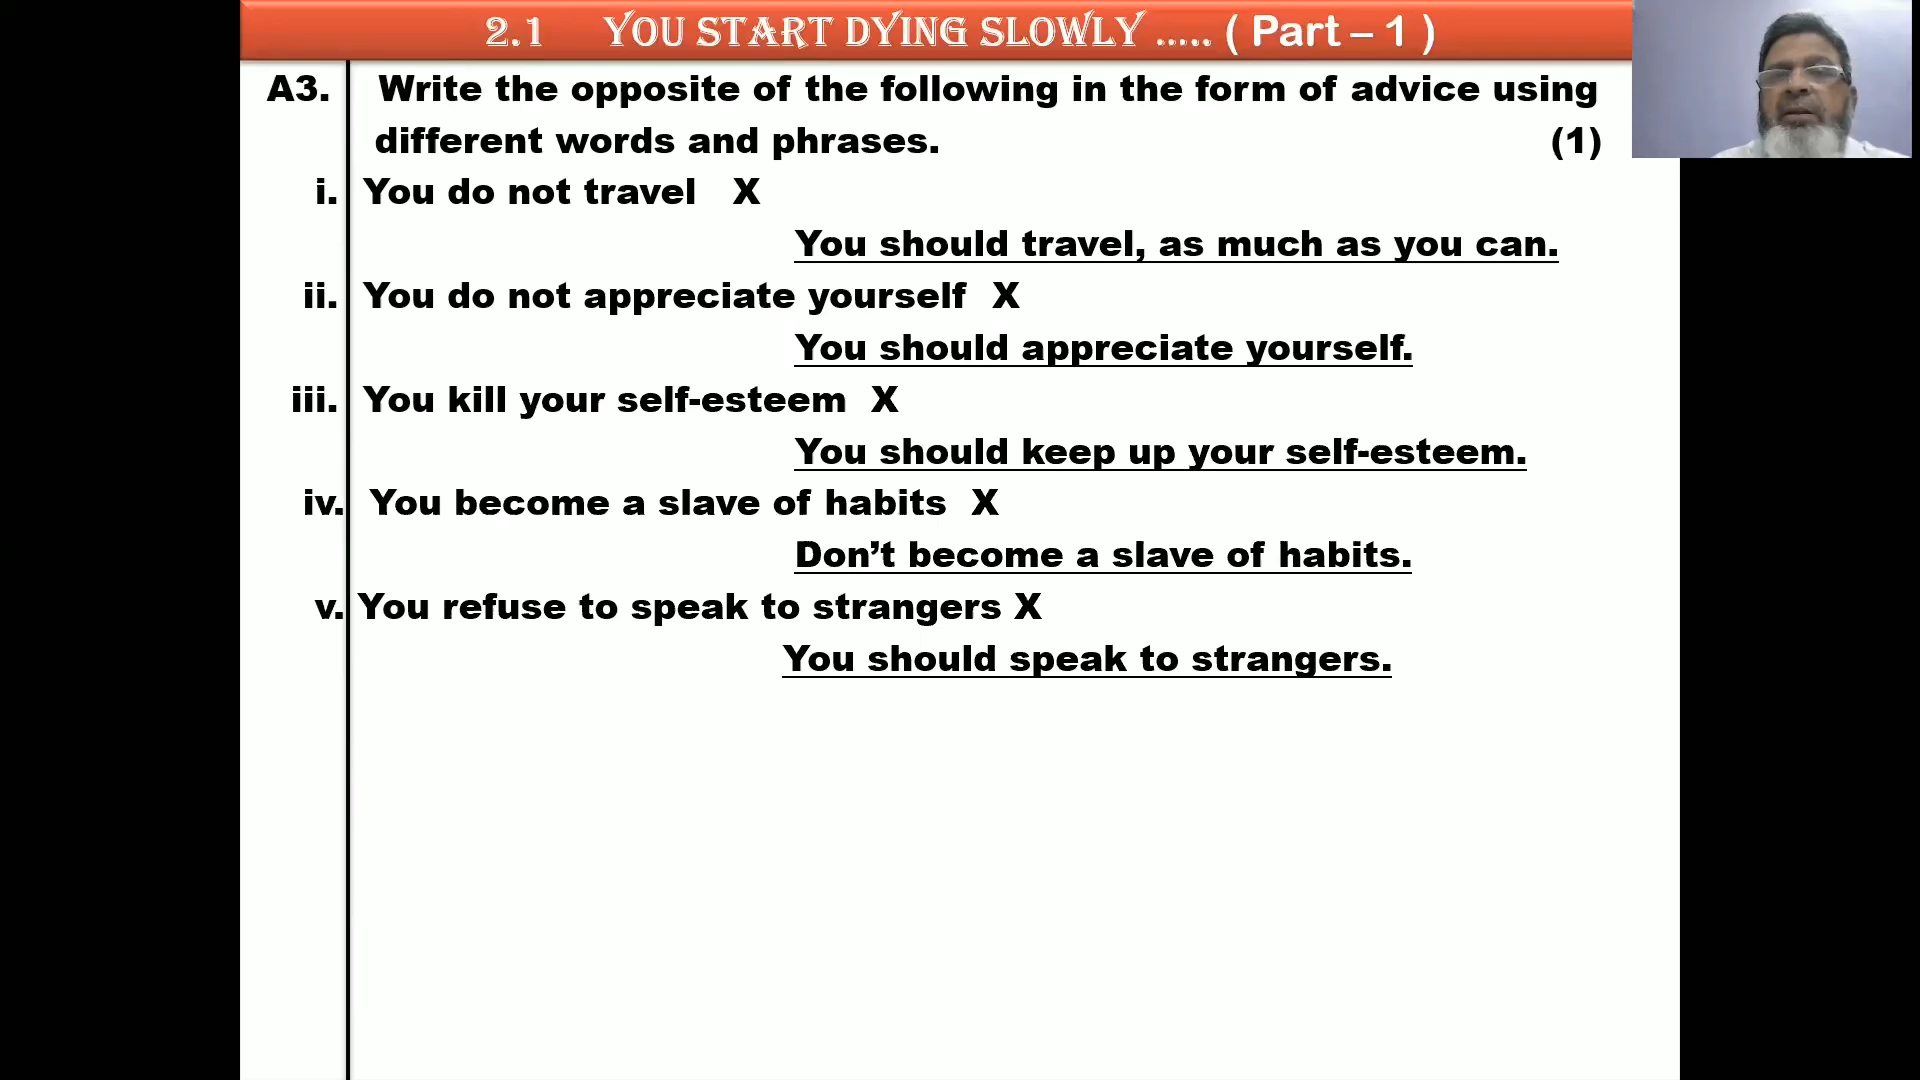 2.1 YOU START DYING SLOWLY ..... ( Part – 1 )
A3. Write the opposite of the following in the form of advice using
different words and phrases. (1)
i. You do not travel X
You should travel, as much as you can.
ii. You do not appreciate yourself X
You should appreciate yourself.
iii. You kill your self-esteem X
You should keep up your self-esteem.
iv. You become a slave of habits X
Don’t become a slave of habits.
v. You refuse to speak to strangers X
You should speak to strangers.